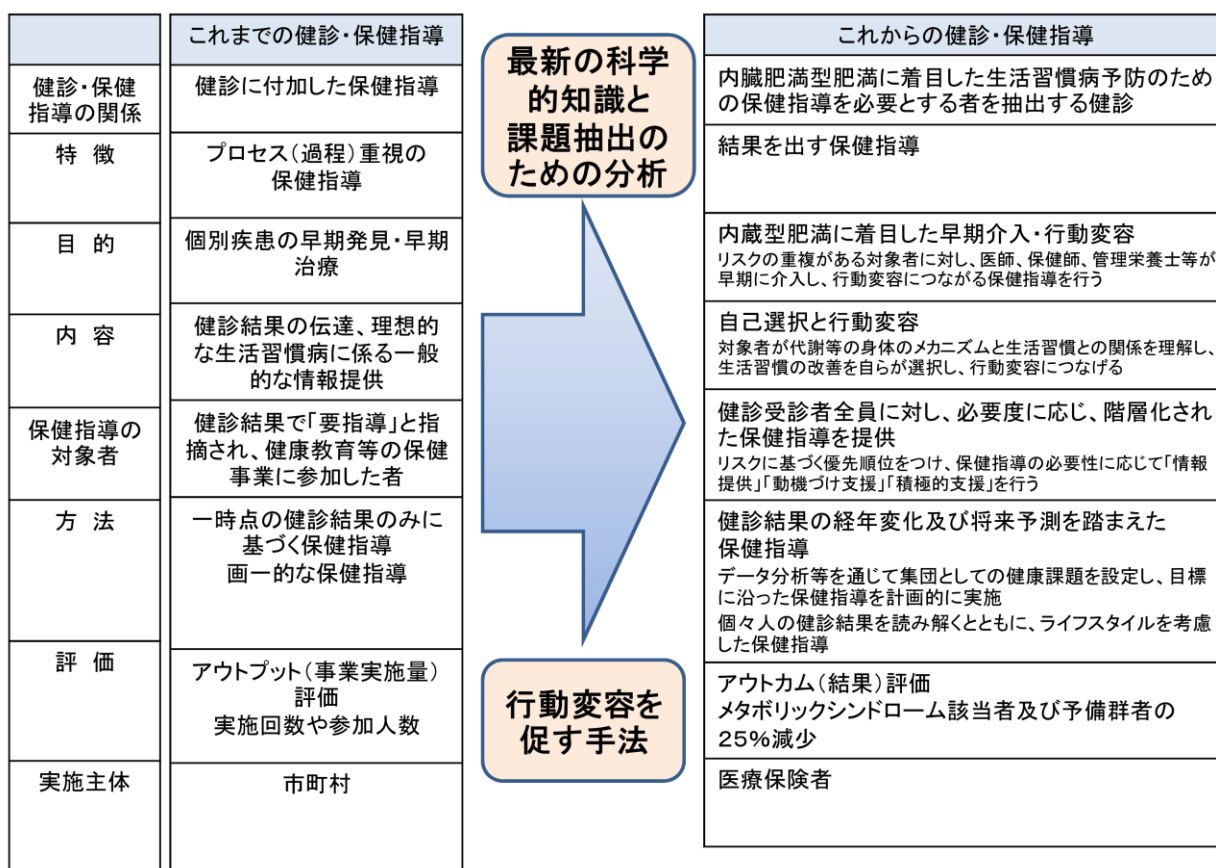 これまでの健診・保健指導
これからの健診・保健指導
最新の科学
的知識と
課題抽出の
ための分析
健診・保健
指導の関係
健診に付加した保健指導
内臓肥満型肥満に着目した生活習慣病予防のため
の保健指導を必要とする者を抽出する健診
特 徴
プロセス(過程)重視の
保健指導
結果を出す保健指導
目 的
個別疾患の早期発見・早期
治療
内蔵型肥満に着目した早期介入・行動変容
リスクの重複がある対象者に対し、医師、保健師、管理栄養士等が
早期に介入し、行動変容につながる保健指導を行う
内 容
健診結果の伝達、理想的
な生活習慣病に係る一般
的な情報提供
自己選択と行動変容
対象者が代謝等の身体のメカニズムと生活習慣との関係を理解し、
生活習慣の改善を自らが選択し、行動変容につなげる
保健指導の
対象者
健診結果で「要指導」と指
摘され、健康教育等の保健
事業に参加した者
健診受診者全員に対し、必要度に応じ、階層化され
た保健指導を提供
リスクに基づく優先順位をつけ、保健指導の必要性に応じて「情報
提供」「動機づけ支援」「積極的支援」を行う
方 法
一時点の健診結果のみに
基づく保健指導
画一的な保健指導
健診結果の経年変化及び将来予測を踏まえた
保健指導
データ分析等を通じて集団としての健康課題を設定し、目標
に沿った保健指導を計画的に実施
個々人の健診結果を読み解くとともに、ライフスタイルを考慮
した保健指導
評 価
アウトプット(事業実施量)
評価
実施回数や参加人数
行動変容を
促す手法
アウトカム(結果)評価
メタボリックシンドローム該当者及び予備群者の
25%減少
実施主体
市町村
医療保険者